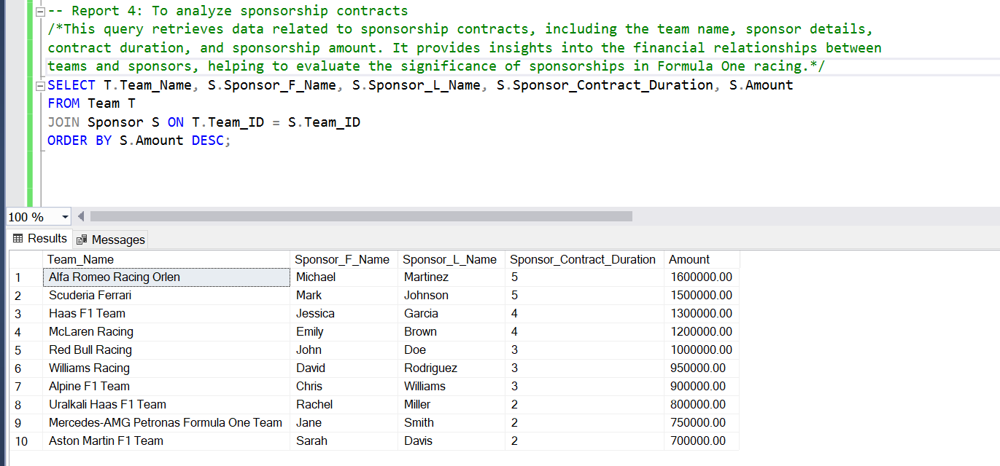 -- Report 4: To analyze sponsorship contracts
/*This query retrieves data related to sponsorship contracts, including the team name, sponsor details,
contract duration, and sponsorship amount. It provides insights into the financial relationships between
teams and sponsors, helping to evaluate the significance of sponsorships in Formula One racing.*/
SELECT T.Team_Name, S.Sponsor_F_Name, S.Sponsor_L_Name, S.Sponsor_Contract_Duration, S.Amount
FROM Team T
JOIN Sponsor S ON T.Team_ID = S.Team_ID
ORDER BY S.Amount DESC;
100 %
Results Messages
Team_Name Sponsor_F_Name Sponsor_L_Name Sponsor_Contract_Duration Amount
1 Alfa Romeo Racing Orlen Michael Martinez 5 1600000.00
2 Scuderia Ferrari Mark Johnson 5 1500000.00
3 Haas F1 Team Jessica Garcia 4 1300000.00
4 McLaren Racing Emily Brown 4 1200000.00
5 Red Bull Racing John Doe 3 1000000.00
6 Williams Racing David Rodriguez 3 950000.00
7 Alpine F1 Team Chris Williams 3 900000.00
8 Uralkali Haas F1 Team Rachel Miller 2 800000.00
9 Mercedes-AMG Petronas Formula One Team Jane Smith 2 750000.00
10 Aston Martin F1 Team Sarah Davis 2 700000.00